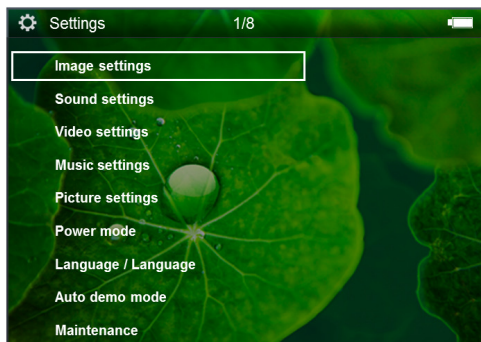 Settings 1/8
Image settings
Sound settings
Video settings
Music settings
Picture settings
Power mode
Language / Language
Auto demo mode
Maintenance